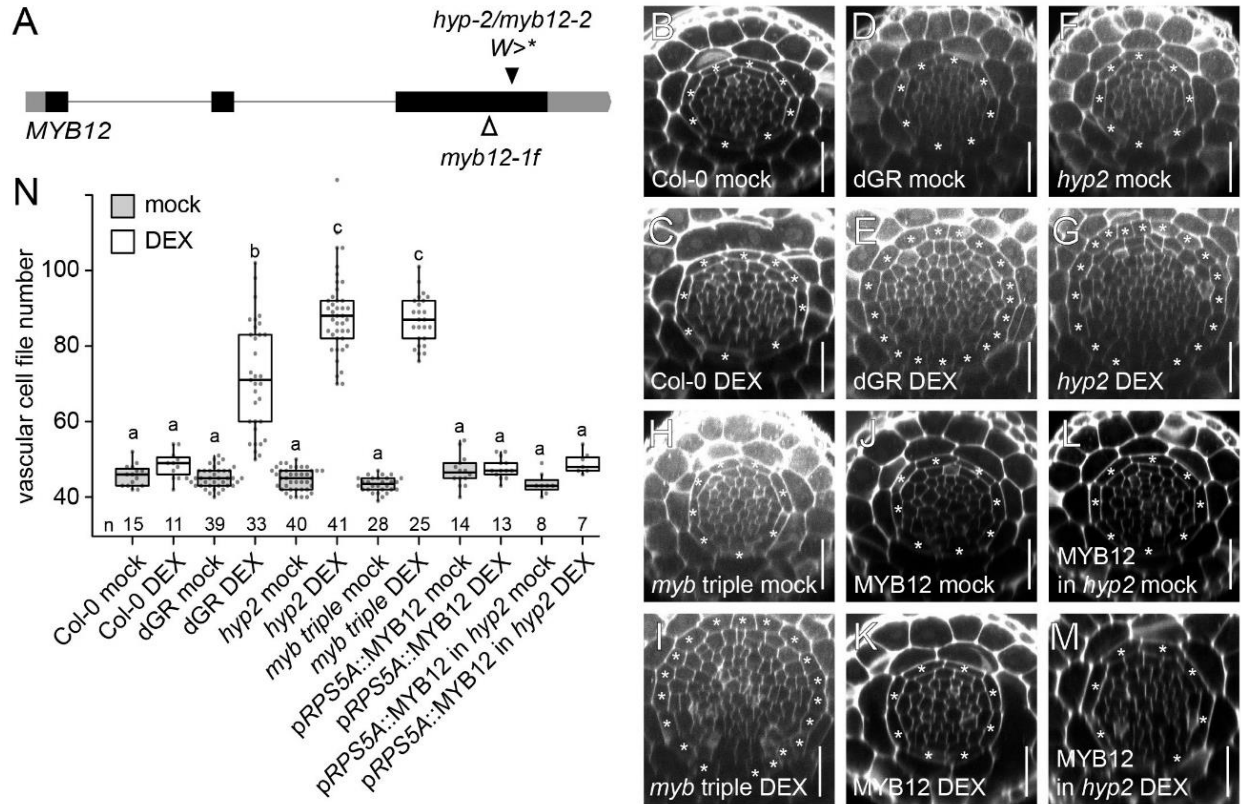 A
hyp-2/myb12-2
W>*
MYB12
myb12-1f
N
mock
DEX
vascular cell file number
100
80
60
40
a
a
a
b
a
c
a
c
a
a
a
a
n 15 11 39 33 40 41 28 25 14 13 8 7
Col-0 mock
Col-0 DEX
dGR mock
dGR DEX
hyp2 mock
hyp2 DEX
myb triple mock
myb triple DEX
pRPS5A::MYB12 mock
pRPS5A::MYB12 DEX
pRPS5A::MYB12 in hyp2 mock
pRPS5A::MYB12 in hyp2 DEX
B
Col-0 mock
D
dGR mock
F
hyp2 mock
C
Col-0 DEX
E
dGR DEX
G
hyp2 DEX
H
myb triple mock
J
MYB12 mock
L
MYB12
in hyp2 mock
I
myb triple DEX
K
MYB12 DEX
M
MYB12
in hyp2 DEX